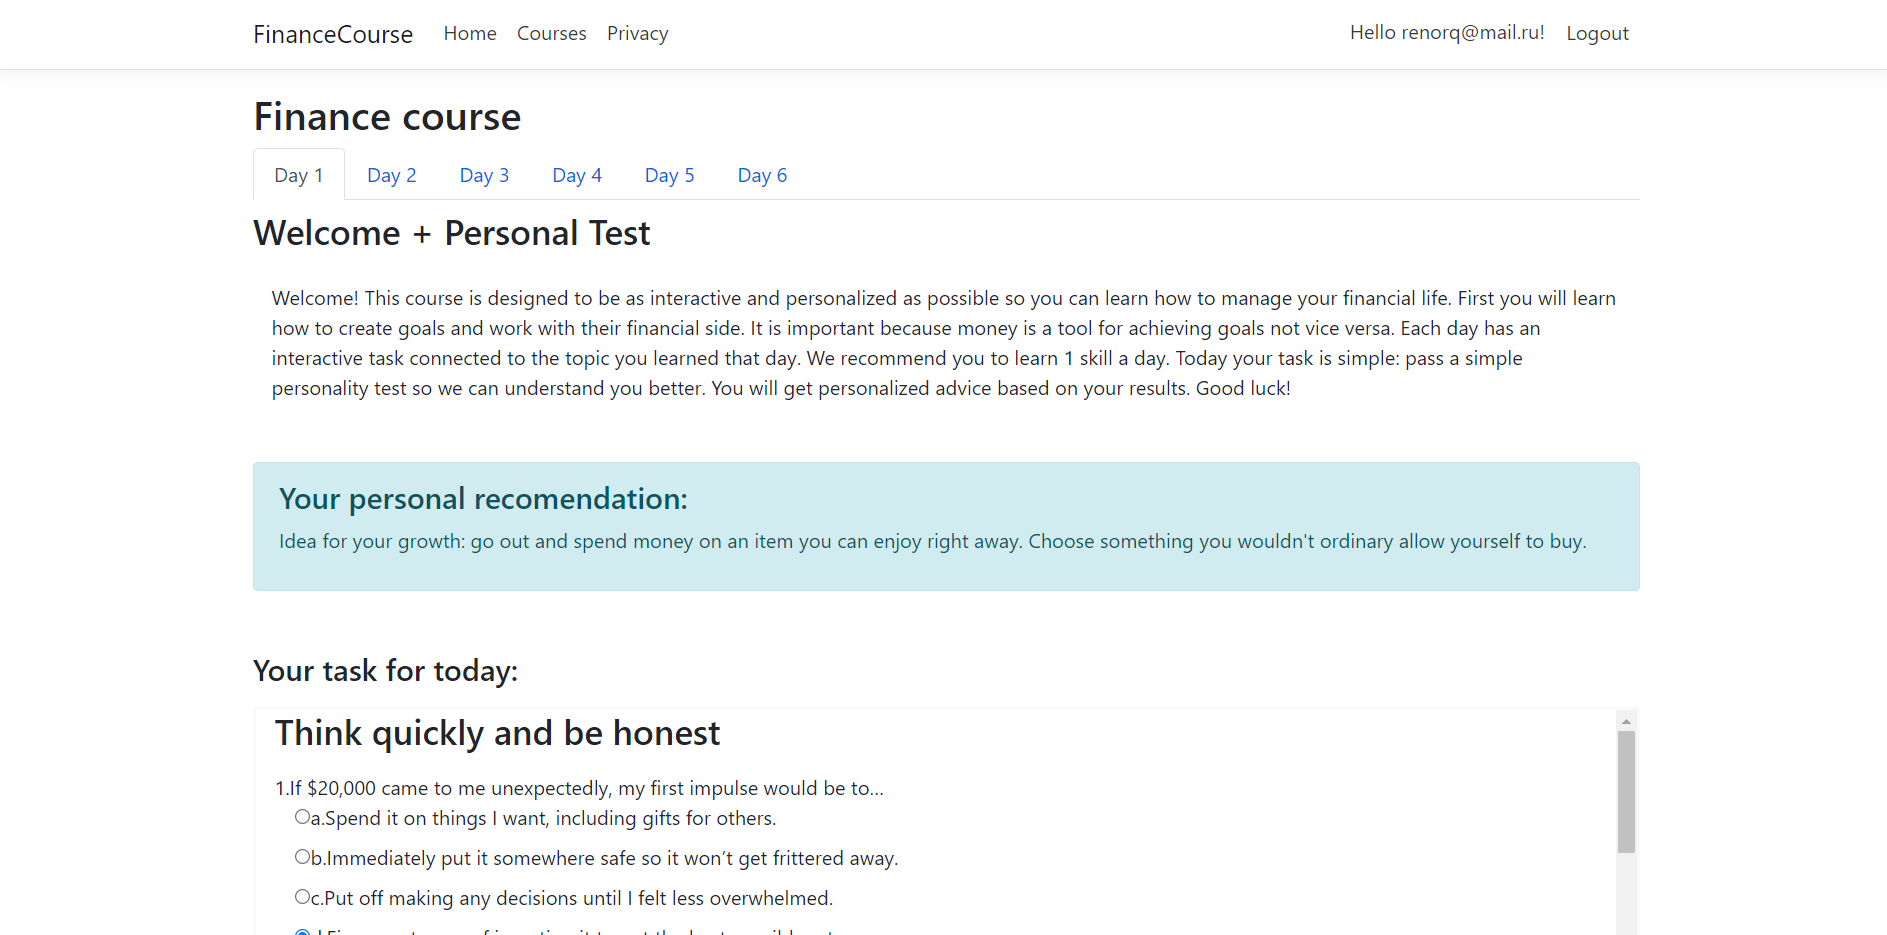 FinanceCourse Home Courses Privacy Hello renorq@mail.ru! Logout
Finance course
Day 1 Day 2 Day 3 Day 4 Day 5 Day 6
Welcome + Personal Test
Welcome! This course is designed to be as interactive and personalized as possible so you can learn how to manage your financial life. First you will learn
how to create goals and work with their financial side. It is important because money is a tool for achieving goals not vice versa. Each day has an
interactive task connected to the topic you learned that day. We recommend you to learn 1 skill a day. Today your task is simple: pass a simple
personality test so we can understand you better. You will get personalized advice based on your results. Good luck!
Your personal recomendation:
Idea for your growth: go out and spend money on an item you can enjoy right away. Choose something you wouldn't ordinary allow yourself to buy.
Your task for today:
Think quickly and be honest
1.If $20,000 came to me unexpectedly, my first impulse would be to...
a.Spend it on things I want, including gifts for others.
b.Immediately put it somewhere safe so it won’t get frittered away.
c.Put off making any decisions until I felt less overwhelmed.